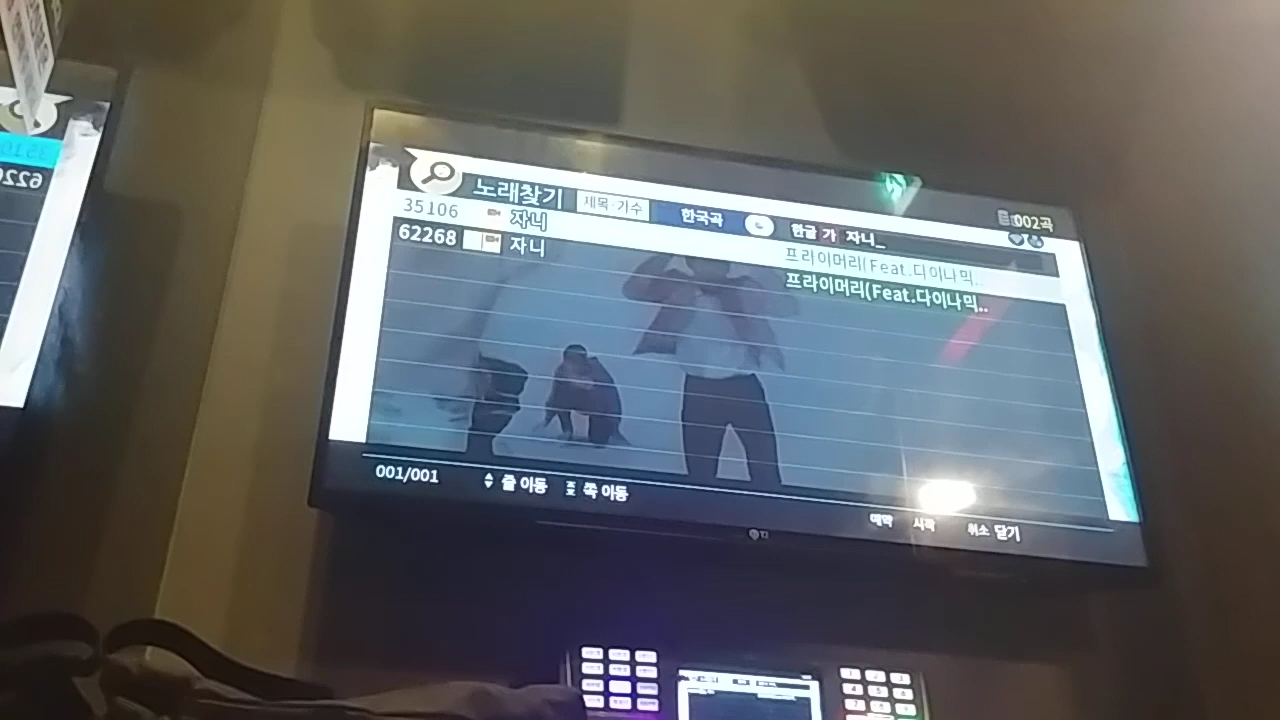 노래찾기 제목·가수 한국곡 한글 가 자니_ 002곡
35106 자니 프라이머리(Feat.다이나믹..
62268 자니 프라이머리(Feat.다이나믹..
001/001 줄 이동 쪽 이동
예약 시작 취소 닫기